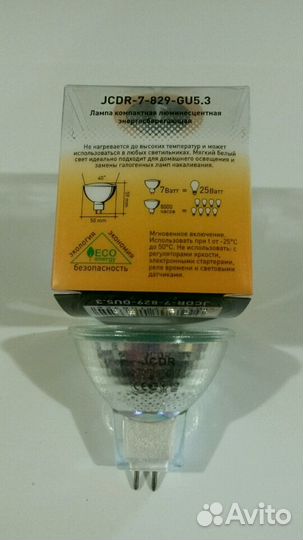 JCDR-7-829-GU5.3
Лампа компактная люминесцентная
энергосберегающая
Не нагревается до высоких температур и может
использоваться в любых светильниках. Мягкий белый
свет идеально подходит для домашнего освещения и
замены галогенных ламп накаливания.
40°
50 mm
7Ватт = 25Ватт
8000
часов =
ЭКОЛОГИЯ
ЭКОНОМИЯ
ECO
energy
безопасность
Мгновенное включение.
Использовать при t от -25°С
до 50°С. Не использовать с
регуляторами яркости,
электронными стартерами,
реле времени и световыми
датчиками.
JCDR-7-829-GU5.3
JCDR
Avito